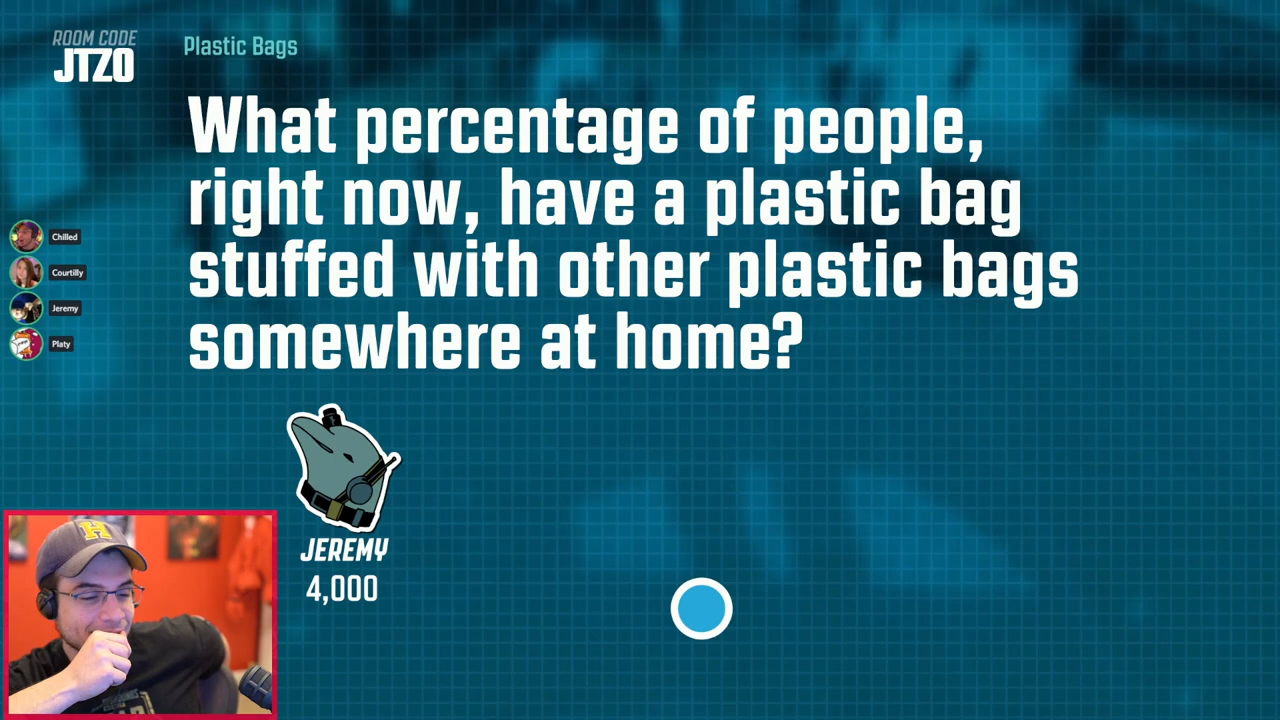 ROOM CODE
JTZO
Plastic Bags
What percentage of people,
right now, have a plastic bag
stuffed with other plastic bags
somewhere at home?
Chilled
Courtilly
Jeremy
Platy
JEREMY
4,000
H